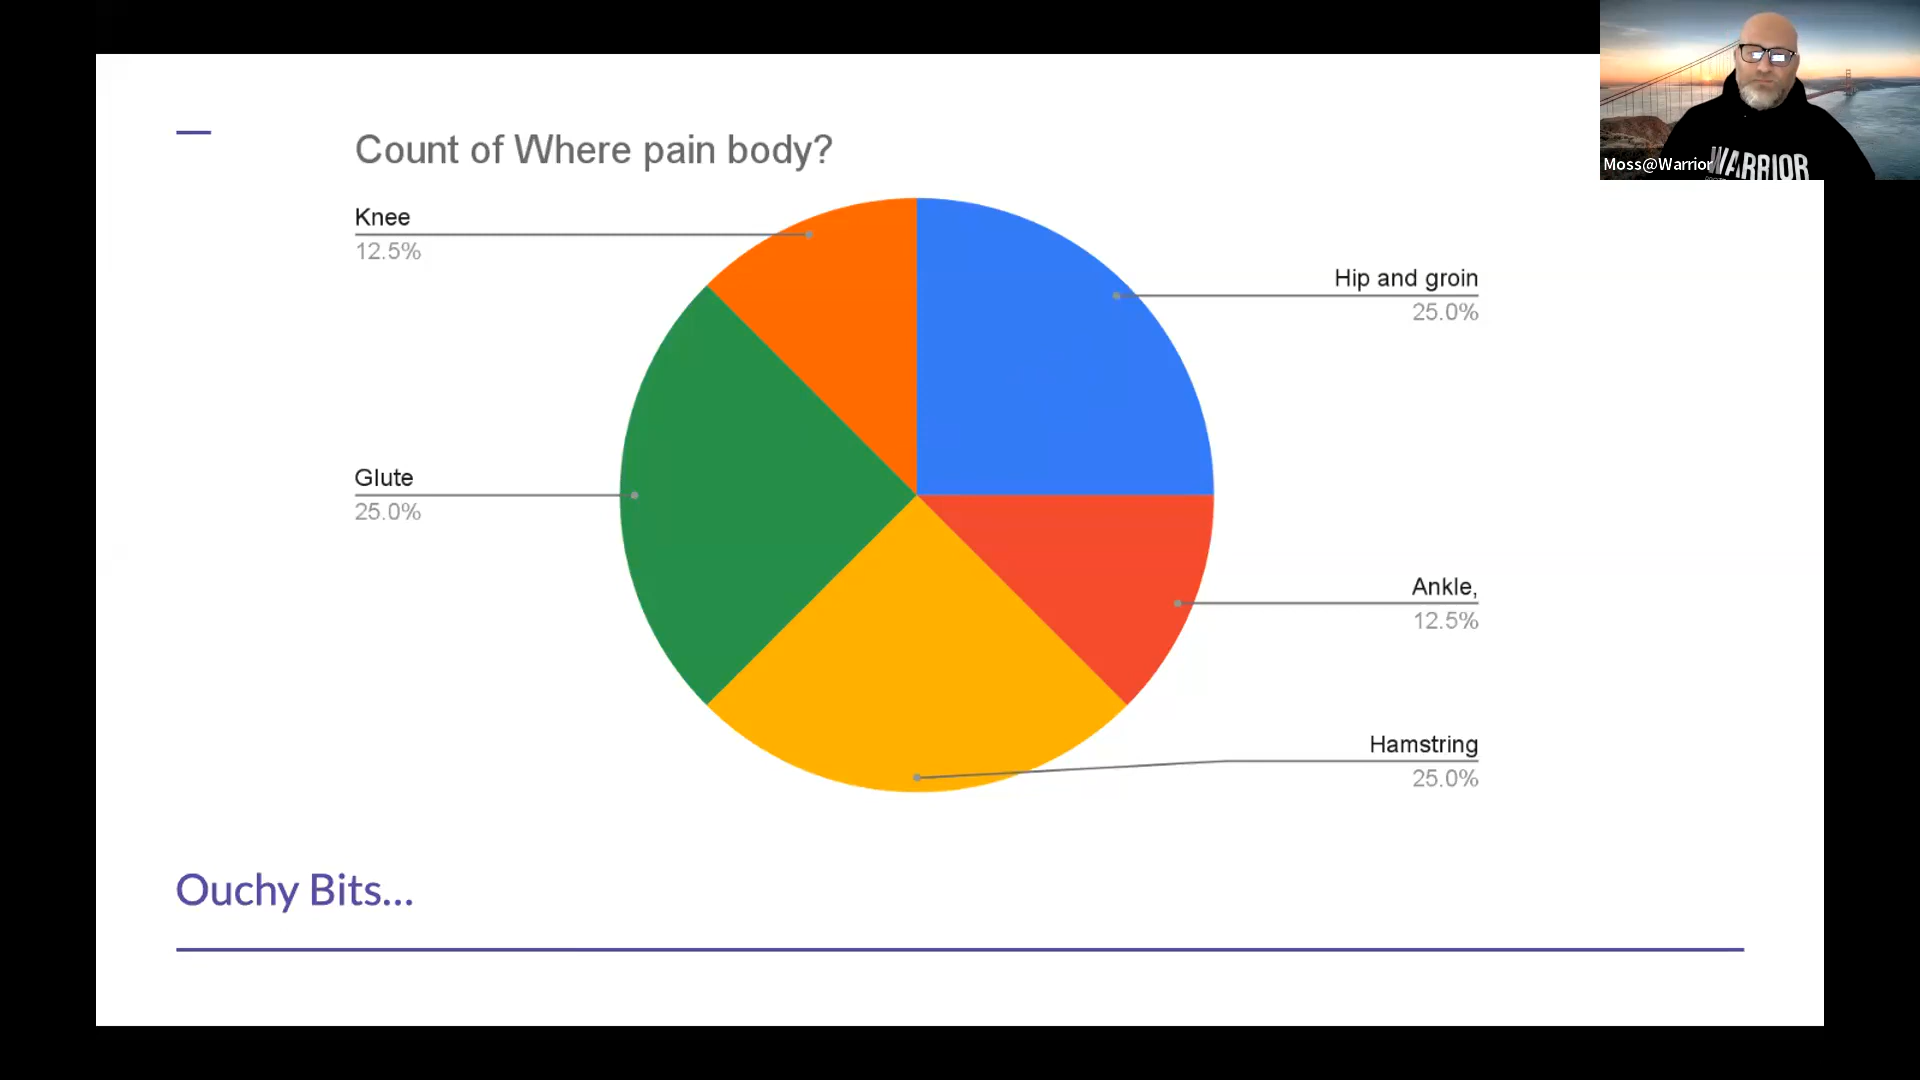 Count of Where pain body?
Knee
12.5%
Hip and groin
25.0%
Glute
25.0%
Ankle,
12.5%
Hamstring
25.0%
Ouchy Bits...
Moss@Warrior
WARRIOR